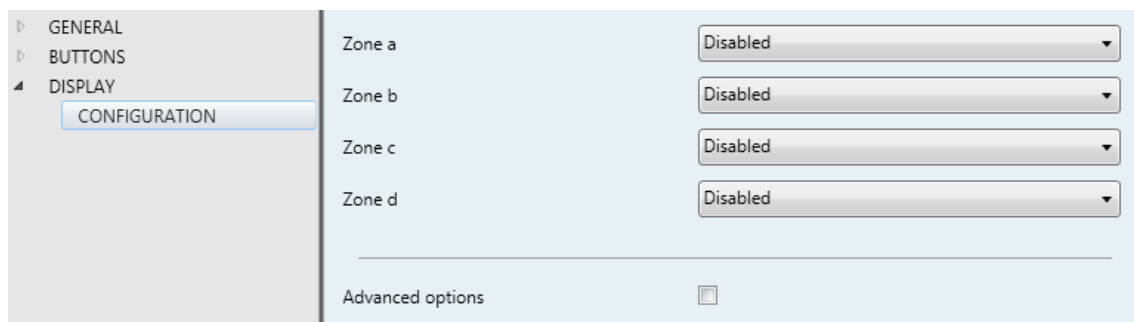 GENERAL
BUTTONS
DISPLAY
CONFIGURATION
Zone a Disabled
Zone b Disabled
Zone c Disabled
Zone d Disabled
Advanced options